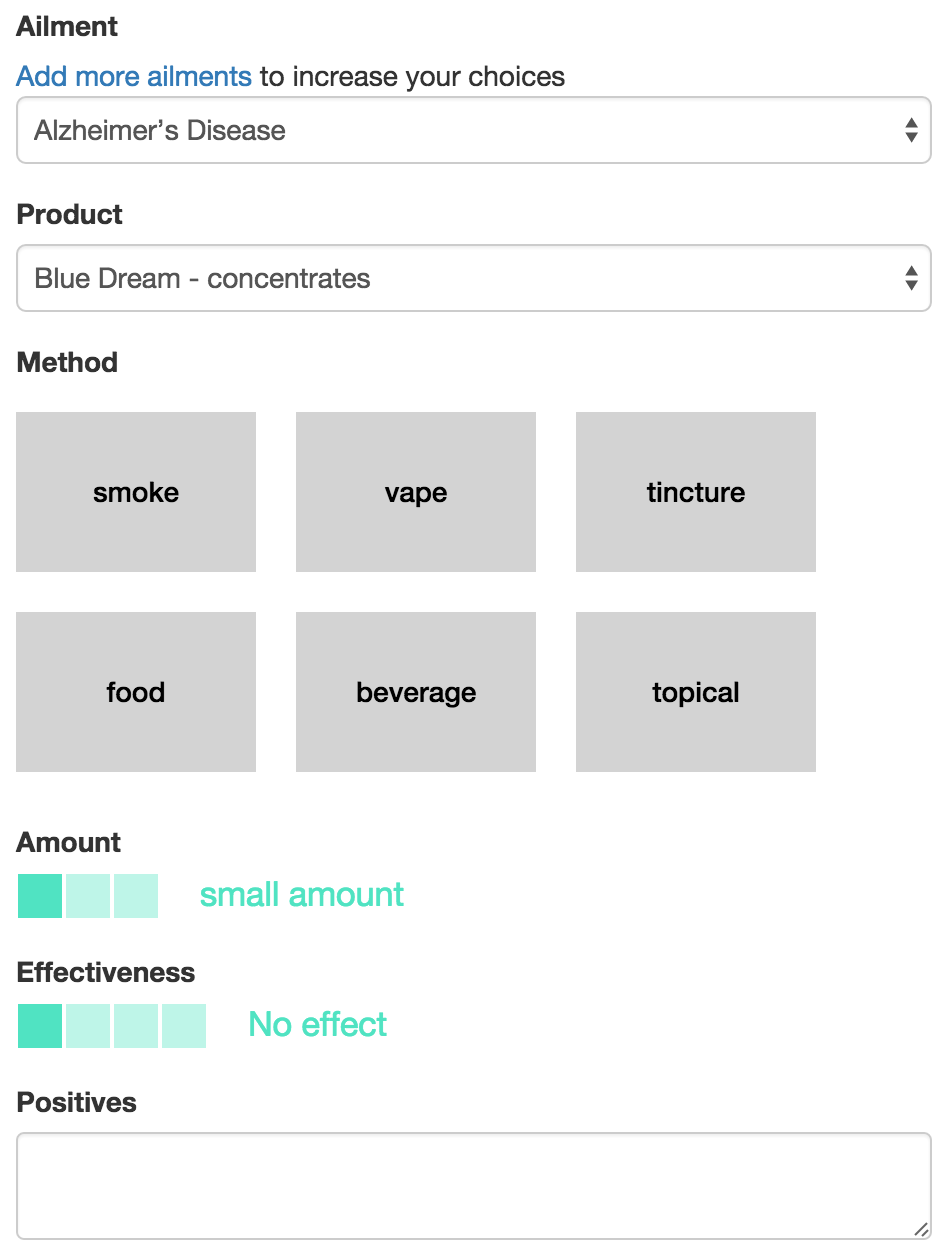 Ailment
Add more ailments to increase your choices
Alzheimer’s Disease
Product
Blue Dream - concentrates
Method
smoke
vape
tincture
food
beverage
topical
Amount
small amount
Effectiveness
No effect
Positives